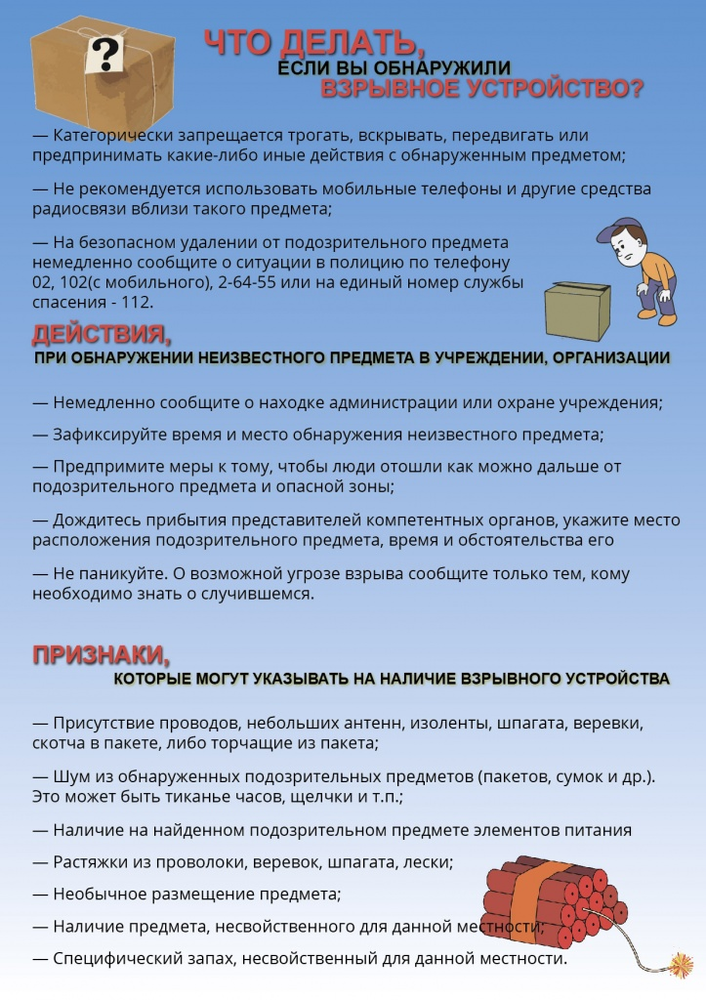 ?
ЧТО ДЕЛАТЬ,
ЕСЛИ ВЫ ОБНАРУЖИЛИ
ВЗРЫВНОЕ УСТРОЙСТВО?
— Категорически запрещается трогать, вскрывать, передвигать или
предпринимать какие-либо иные действия с обнаруженным предметом;
— Не рекомендуется использовать мобильные телефоны и другие средства
радиосвязи вблизи такого предмета;
— На безопасном удалении от подозрительного предмета
немедленно сообщите о ситуации в полицию по телефону
02, 102(с мобильного), 2-64-55 или на единый номер службы
спасения - 112.
ДЕЙСТВИЯ,
ПРИ ОБНАРУЖЕНИИ НЕИЗВЕСТНОГО ПРЕДМЕТА В УЧРЕЖДЕНИИ, ОРГАНИЗАЦИИ
— Немедленно сообщите о находке администрации или охране учреждения;
— Зафиксируйте время и место обнаружения неизвестного предмета;
— Предпримите меры к тому, чтобы люди отошли как можно дальше от
подозрительного предмета и опасной зоны;
— Дождитесь прибытия представителей компетентных органов, укажите место
расположения подозрительного предмета, время и обстоятельства его
— Не паникуйте. О возможной угрозе взрыва сообщите только тем, кому
необходимо знать о случившемся.
ПРИЗНАКИ,
КОТОРЫЕ МОГУТ УКАЗЫВАТЬ НА НАЛИЧИЕ ВЗРЫВНОГО УСТРОЙСТВА
— Присутствие проводов, небольших антенн, изоленты, шпагата, веревки,
скотча в пакете, либо торчащие из пакета;
— Шум из обнаруженных подозрительных предметов (пакетов, сумок и др.).
Это может быть тиканье часов, щелчки и т.п.;
— Наличие на найденном подозрительном предмете элементов питания
— Растяжки из проволоки, веревок, шпагата, лески;
— Необычное размещение предмета;
— Наличие предмета, несвойственного для данной местности;
— Специфический запах, несвойственный для данной местности.